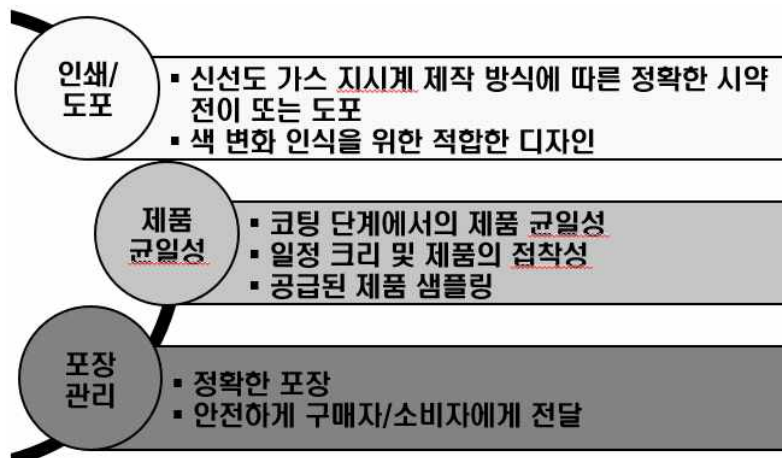 인쇄/
도포
▪ 신선도 가스 지시계 제작 방식에 따른 정확한 시약
전이 또는 도포
▪ 색 변화 인식을 위한 적합한 디자인
제품
균일성
▪ 코팅 단계에서의 제품 균일성
▪ 일정 크리 및 제품의 접착성
▪ 공급된 제품 샘플링
포장
관리
▪ 정확한 포장
▪ 안전하게 구매자/소비자에게 전달